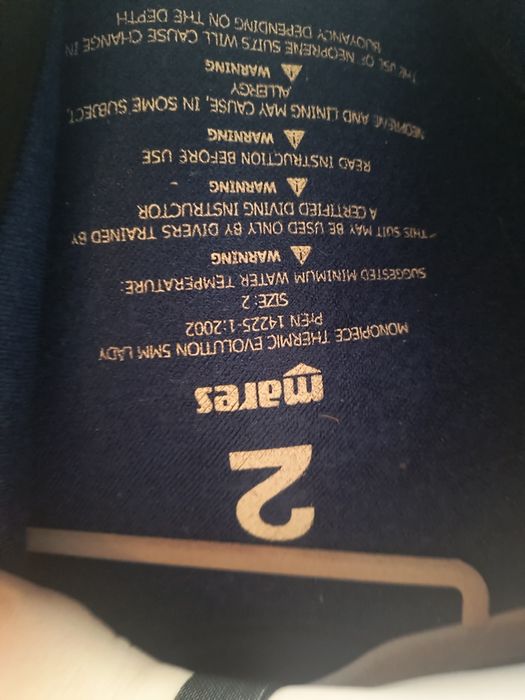 2
mares
MONOPIECE THERMIC EVOLUTION 5MM LADY
PrEN 14225-1:2002
SIZE: 2
SUGGESTED MINIMUM WATER TEMPERATURE:
WARNING
THIS SUIT MAY BE USED ONLY BY DIVERS TRAINED BY
A CERTIFIED DIVING INSTRUCTOR
WARNING
READ INSTRUCTION BEFORE USE
WARNING
NEOPRENE AND LINING MAY CAUSE, IN SOME SUBJECT,
ALLERGY
WARNING
THE USE OF NEOPRENE SUITS WILL CAUSE CHANGE IN
BUOYANCY DEPENDING ON THE DEPTH